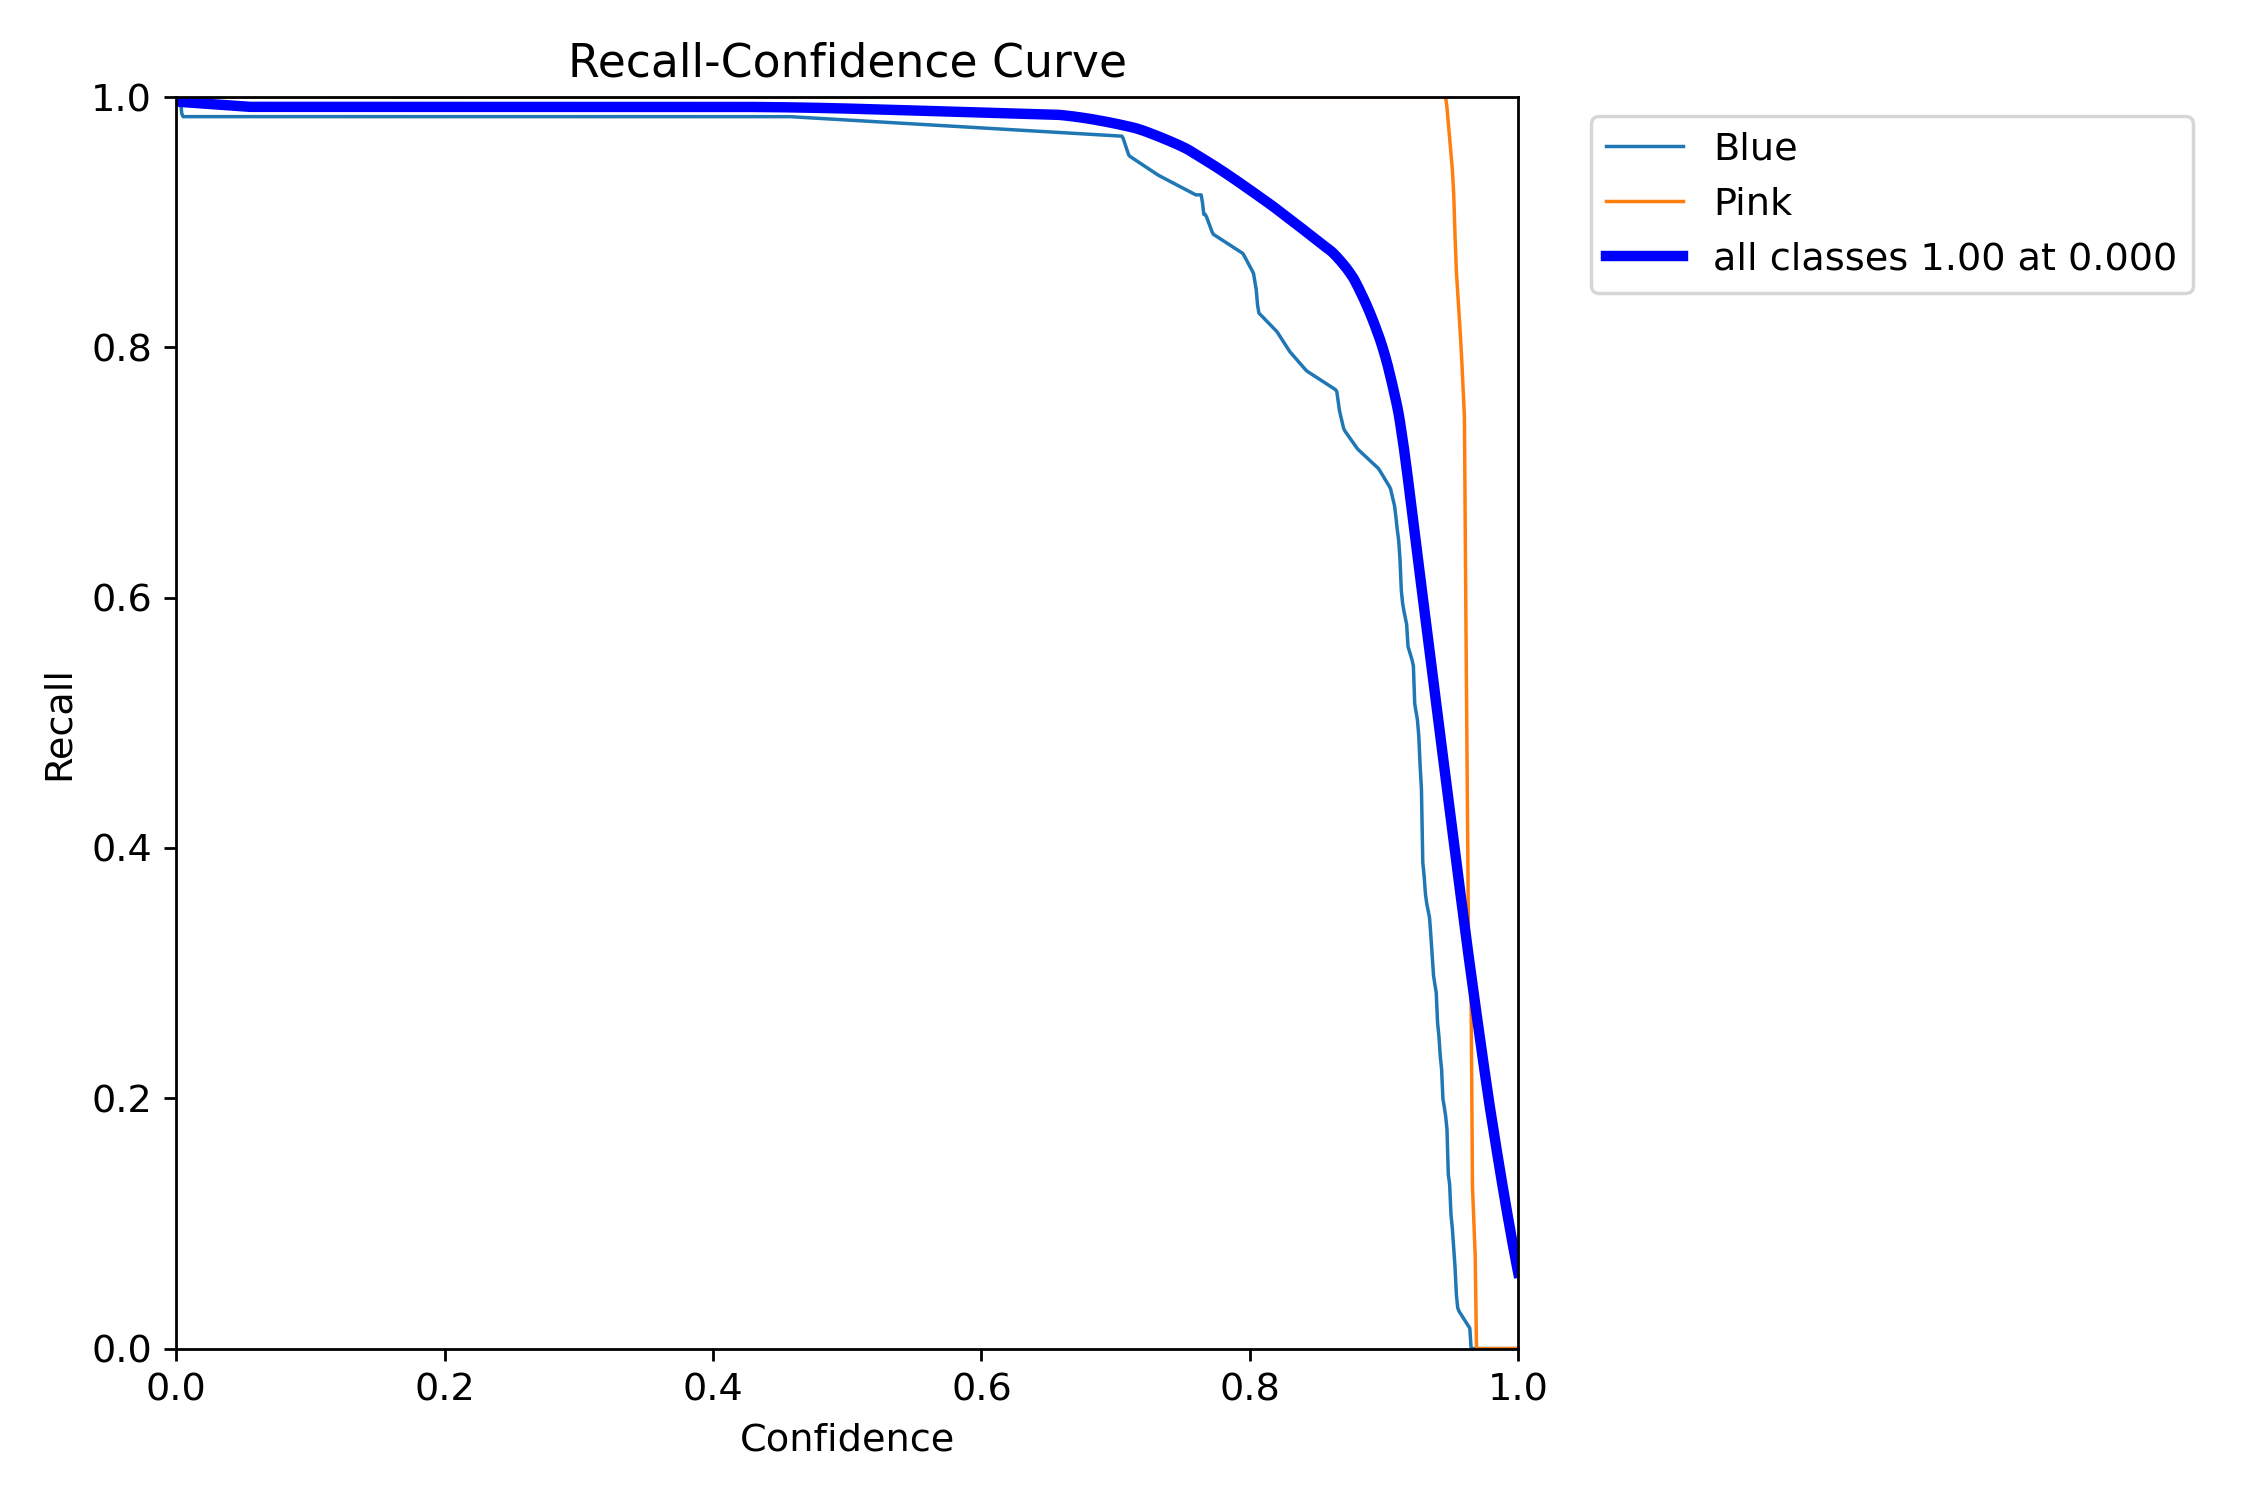 Recall-Confidence Curve
1.0
0.8
0.6
0.4
0.2
0.0
Recall
0.0 0.2 0.4 0.6 0.8 1.0
Confidence
Blue
Pink
all classes 1.00 at 0.000